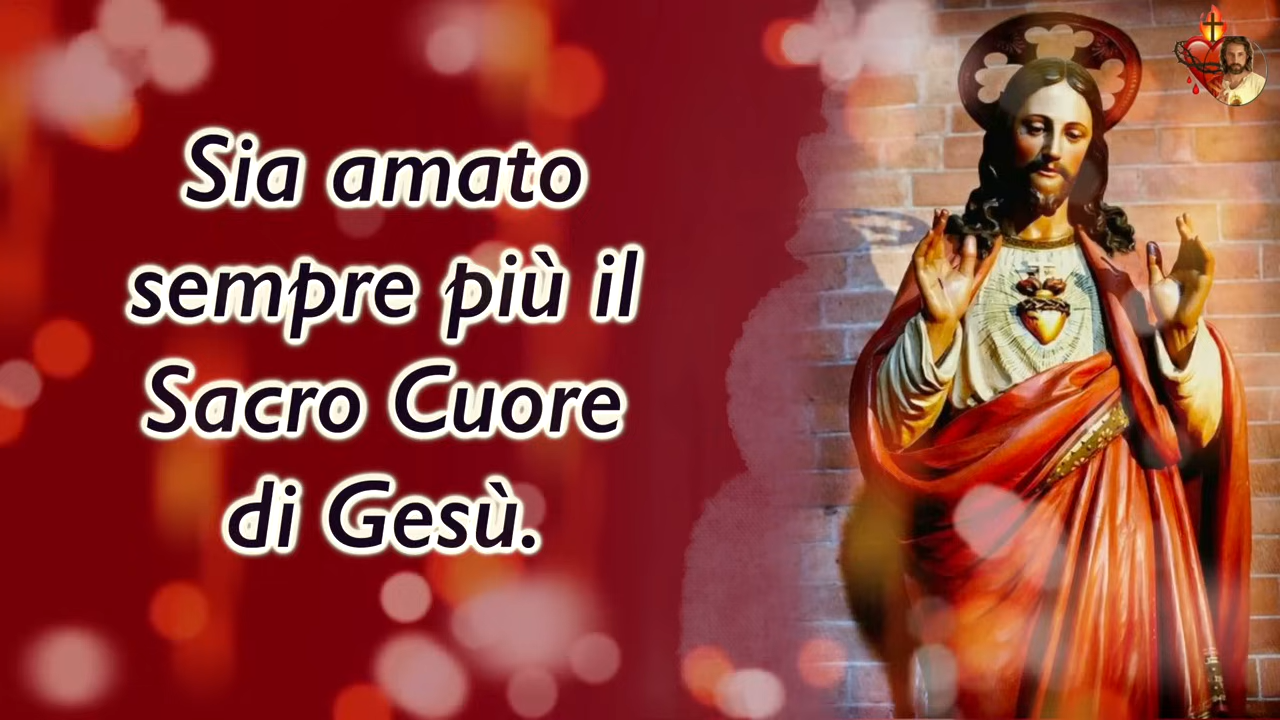 Sia amato
sempre più il
Sacro Cuore
di Gesù.